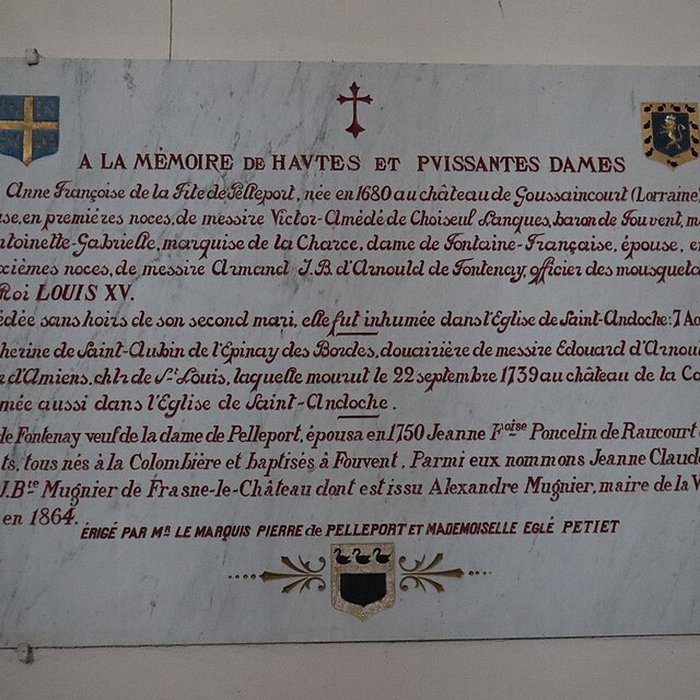 A LA MÉMOIRE DE HAVTES ET PVISSANTES DAMES
Anne Françoise de la Fite de Pelleport, née en 1680 au château de Goussaincourt (Lorraine)
use, en premières noces, de messire Victor-Amédé de Choiseul Lanques, baron de Fouvent, m
ntoinette-Gabrielle, marquise de la Charce, dame de Fontaine-Française, épouse, e
xièmes noces, de messire Armand J.B. d'Arnould de Fontenay, officier des mousqueta
Roi LOUIS XV.
édée sans hoirs de son second mari, elle fut inhumée dans l'Eglise de Saint-Andoche: 7 Ao
herine de Saint-Aubin de l'Epinay des Bordes, douairière de messire Edouard d'Arnou
r d'Amiens, chlr de St Louis, laquelle mourut le 22 septembre 1739 au château de la Co
mée aussi dans l'Eglise de Saint-Andoche.
de Fontenay veuf de la dame de Pelleport, épousa en 1750 Jeanne Foise Poncelin de Raucourt
ts, tous nés à la Colombière et baptisés à Fouvent. Parmi eux nommons Jeanne Claude
J.Bte Mugnier de Frasne-le-Château dont est issu Alexandre Mugnier, maire de la V
en 1864.
ÉRIGÉ PAR MR LE MARQUIS PIERRE de PELLEPORT ET MADEMOISELLE EGLÉ PETIET